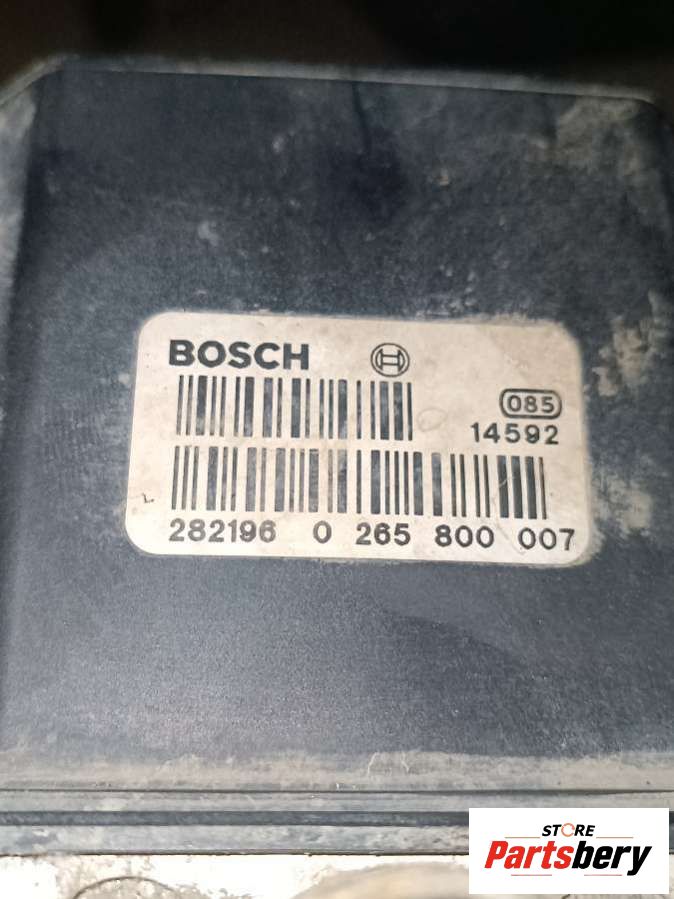 BOSCH
085
14592
282196 0 265 800 007
STORE
Partsbery